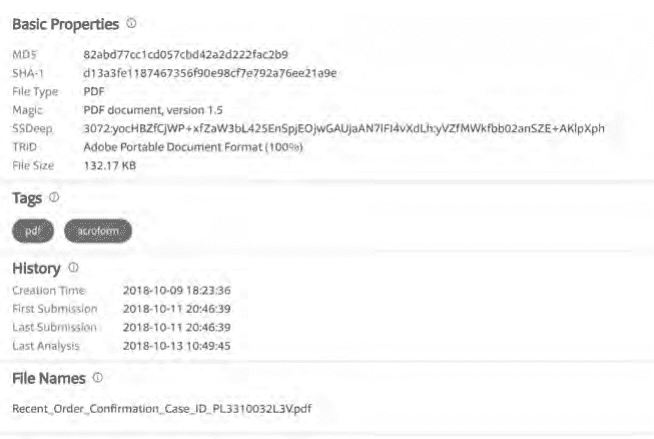 Basic Properties
MD5 82abd77cc1cd057cbd42a2d222fac2b9
SHA-1 d13a3fe1187467356f90e98cf7e792a76ee21a9e
File Type PDF
Magic PDF document, version 1.5
SSDeep 3072:yocHBZfCjWP+xfZaW3bL425EnSpjEOjwGAUjaAN7lFI4vXdLh:yVZfMWkfbb02anSZE+AKlpXph
TRiD Adobe Portable Document Format (100%)
File Size 132.17 KB
Tags
pdf acroform
History
Creation Time 2018-10-09 18:23:36
First Submission 2018-10-11 20:46:39
Last Submission 2018-10-11 20:46:39
Last Analysis 2018-10-13 10:49:45
File Names
Recent_Order_Confirmation_Case_ID_PL3310032L3V.pdf